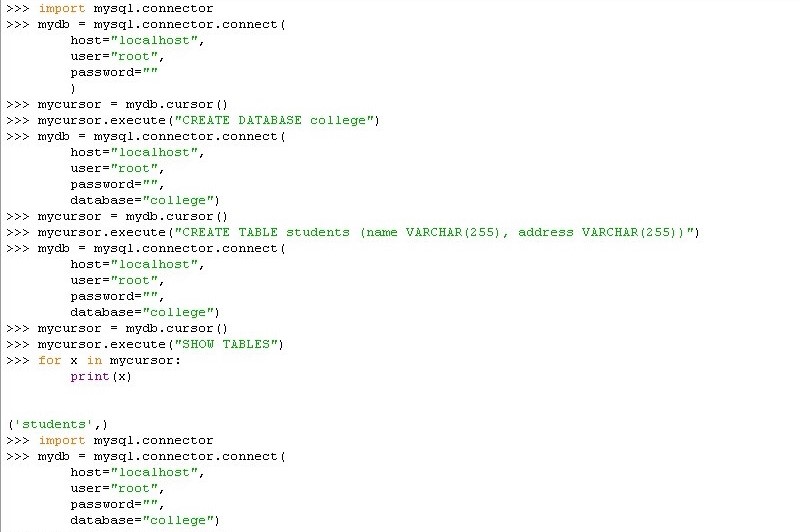 >>> import mysql.connector
>>> mydb = mysql.connector.connect(
        host="localhost",
        user="root",
        password=""
        )
>>> mycursor = mydb.cursor()
>>> mycursor.execute("CREATE DATABASE college")
>>> mydb = mysql.connector.connect(
        host="localhost",
        user="root",
        password="",
        database="college")
>>> mycursor = mydb.cursor()
>>> mycursor.execute("CREATE TABLE students (name VARCHAR(255), address VARCHAR(255))")
>>> mydb = mysql.connector.connect(
        host="localhost",
        user="root",
        password="",
        database="college")
>>> mycursor = mydb.cursor()
>>> mycursor.execute("SHOW TABLES")
>>> for x in mycursor:
        print(x)
('students',)
>>> import mysql.connector
>>> mydb = mysql.connector.connect(
        host="localhost",
        user="root",
        password="",
        database="college")